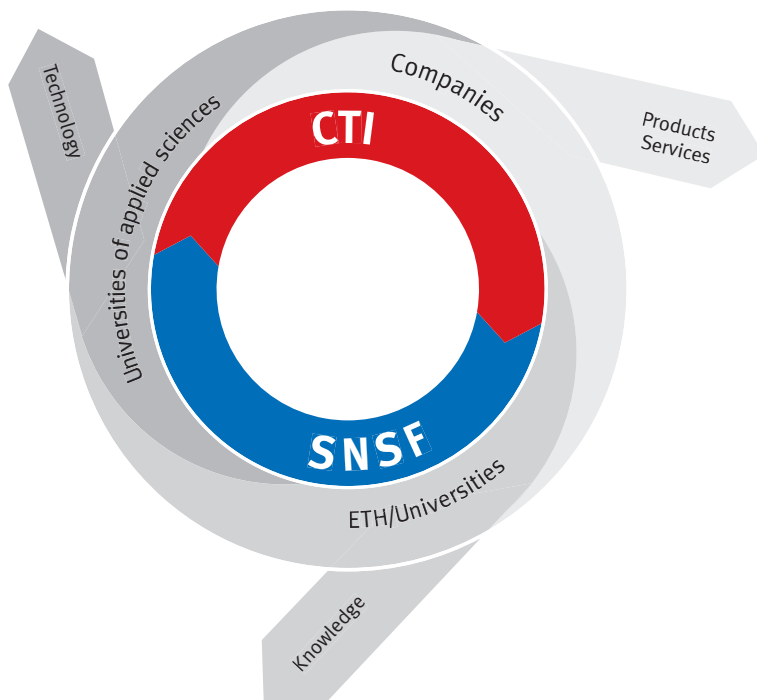 Technology
Universities of applied sciences
Companies
CTI
Products
Services
SNSF
ETH/Universities
Knowledge